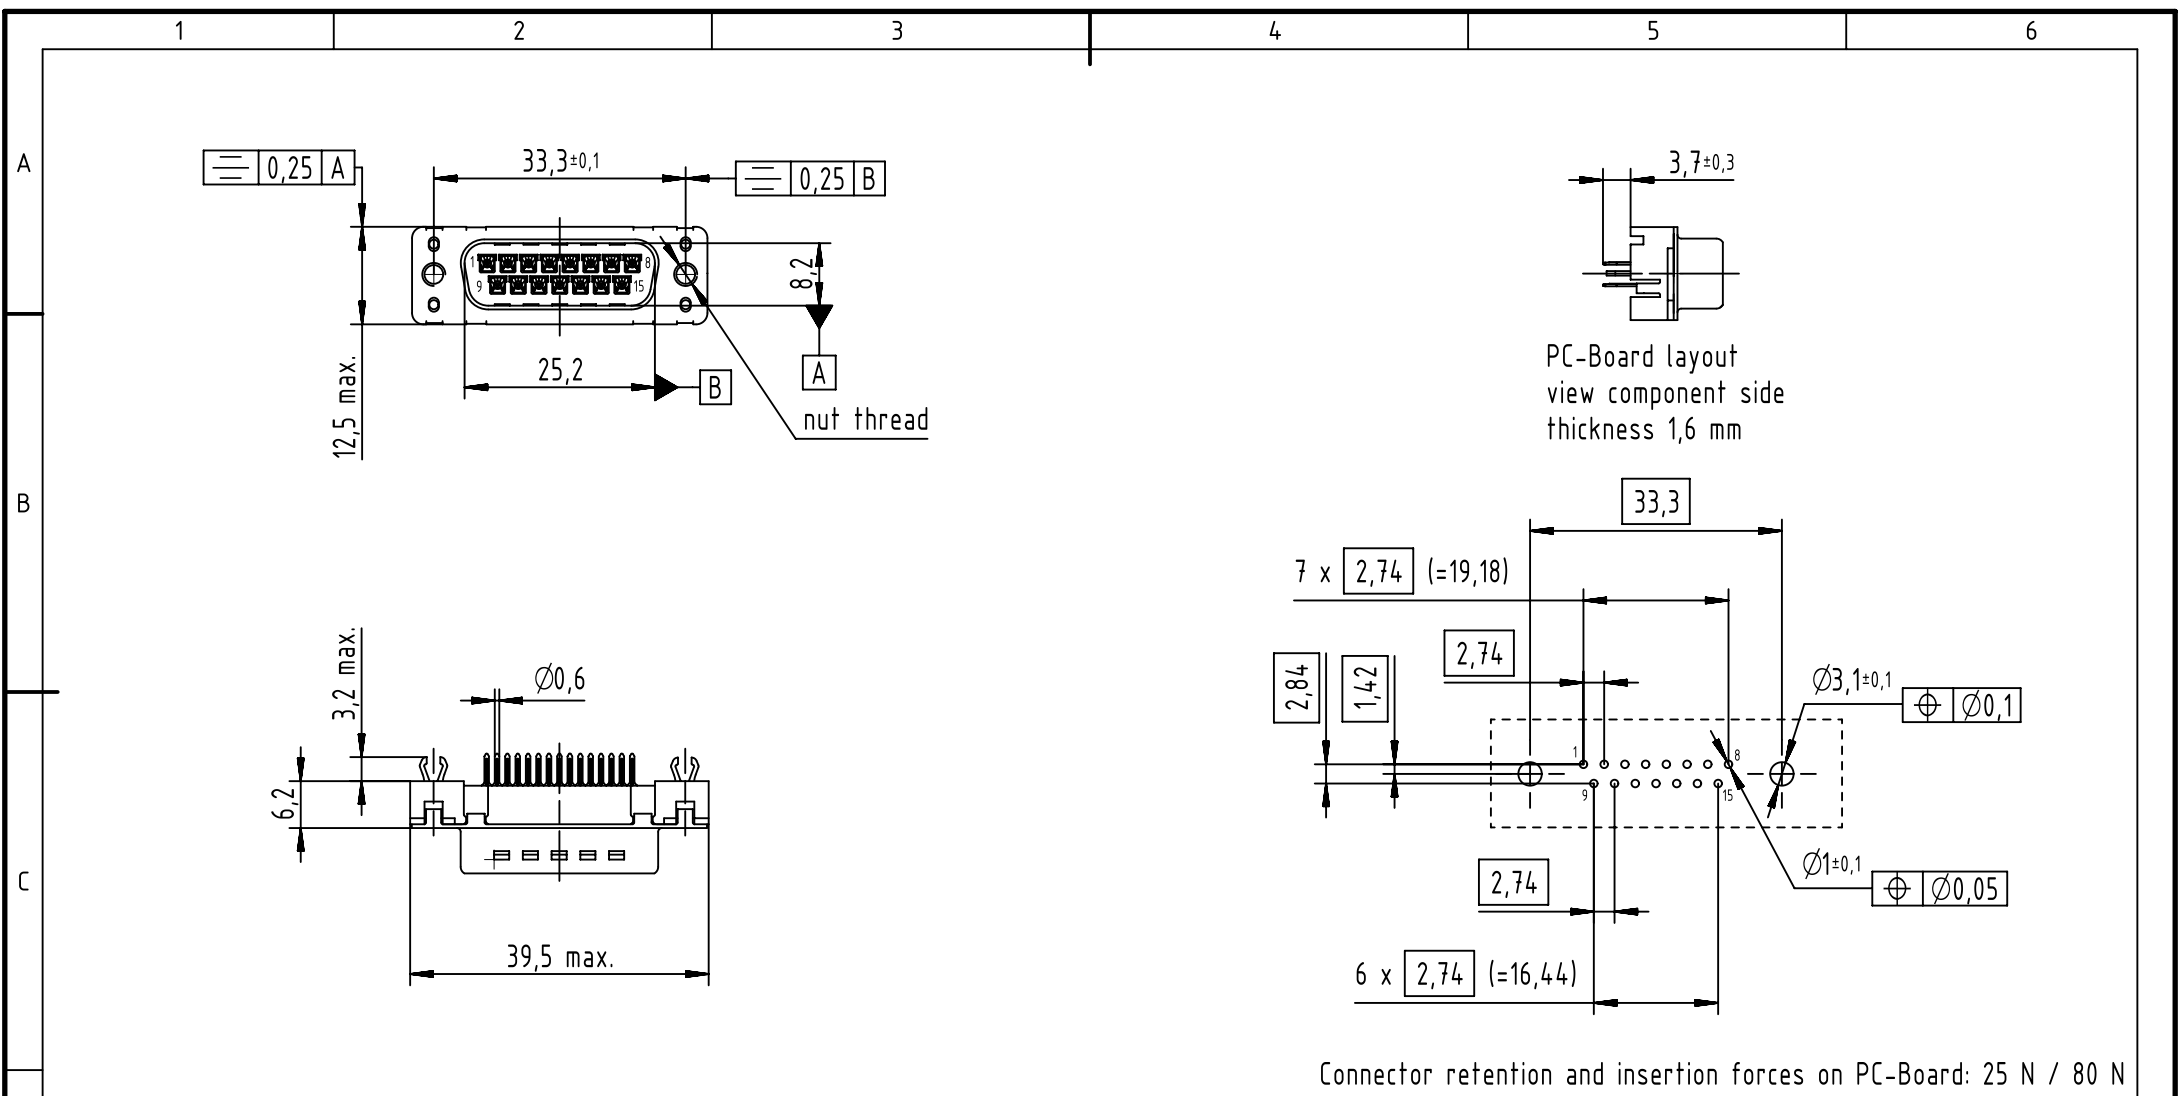 1 2 3 4 5 6
A
B
C
0,25 A
33,3±0,1
0,25 B
1 8
9 15
8,2
12,5 max.
25,2
B
A
nut thread
3,7±0,3
PC-Board layout
view component side
thickness 1,6 mm
33,3
7 x 2,74 (=19,18)
2,74
2,84
1,42
Ø3,1±0,1
Ø0,1
1 8
9 15
Ø1±0,1
Ø0,05
2,74
6 x 2,74 (=16,44)
3,2 max.
Ø0,6
6,2
39,5 max.
Connector retention and insertion forces on PC-Board: 25 N / 80 N